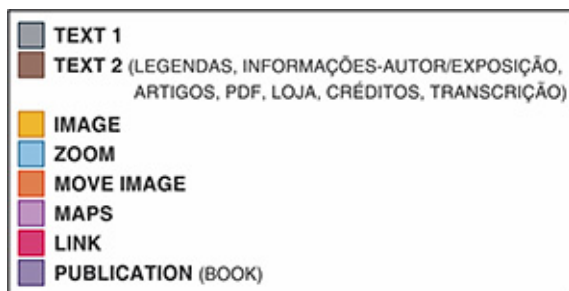 TEXT 1
TEXT 2 (LEGENDAS, INFORMAÇÕES-AUTOR/EXPOSIÇÃO,
ARTIGOS, PDF, LOJA, CRÉDITOS, TRANSCRIÇÃO)
IMAGE
ZOOM
MOVE IMAGE
MAPS
LINK
PUBLICATION (BOOK)